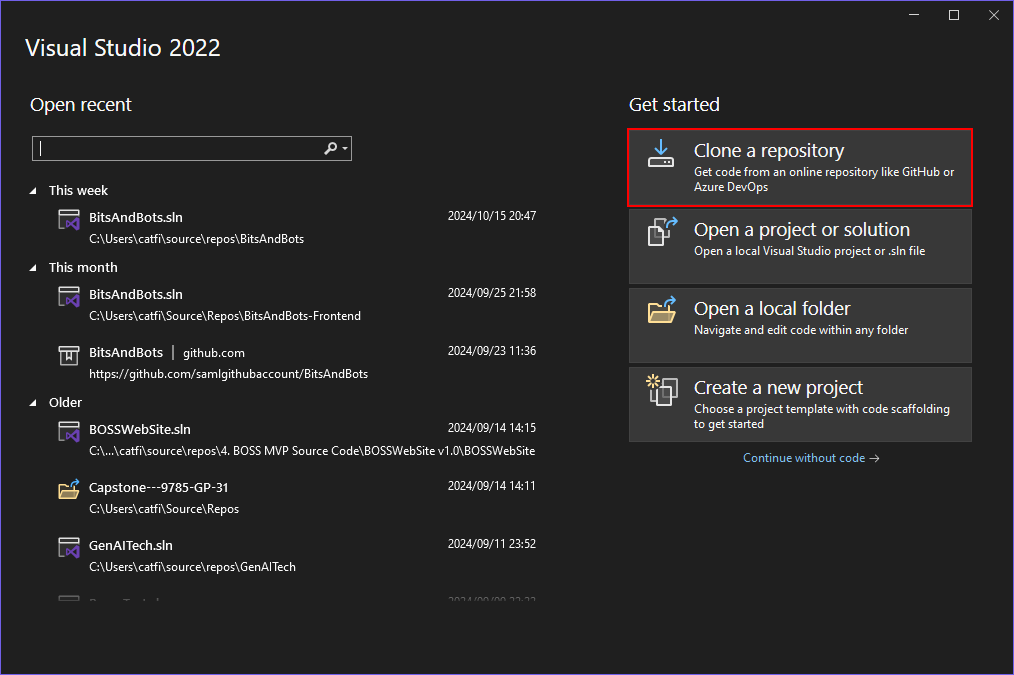 Visual Studio 2022
Open recent
This week
BitsAndBots.sln 2024/10/15 20:47
C:\Users\catfi\source\repos\BitsAndBots
This month
BitsAndBots.sln 2024/09/25 21:58
C:\Users\catfi\Source\Repos\BitsAndBots-Frontend
BitsAndBots | github.com 2024/09/23 11:36
https://github.com/samlgithubaccount/BitsAndBots
Older
BOSSWebSite.sln 2024/09/14 14:15
C:\...\catfi\source\repos\4. BOSS MVP Source Code\BOSSWebSite v1.0\BOSSWebSite
Capstone---9785-GP-31 2024/09/14 14:11
C:\Users\catfi\Source\Repos
GenAITech.sln 2024/09/11 23:52
C:\Users\catfi\source\repos\GenAITech
Get started
Clone a repository
Get code from an online repository like GitHub or
Azure DevOps
Open a project or solution
Open a local Visual Studio project or .sln file
Open a local folder
Navigate and edit code within any folder
Create a new project
Choose a project template with code scaffolding
to get started
Continue without code →